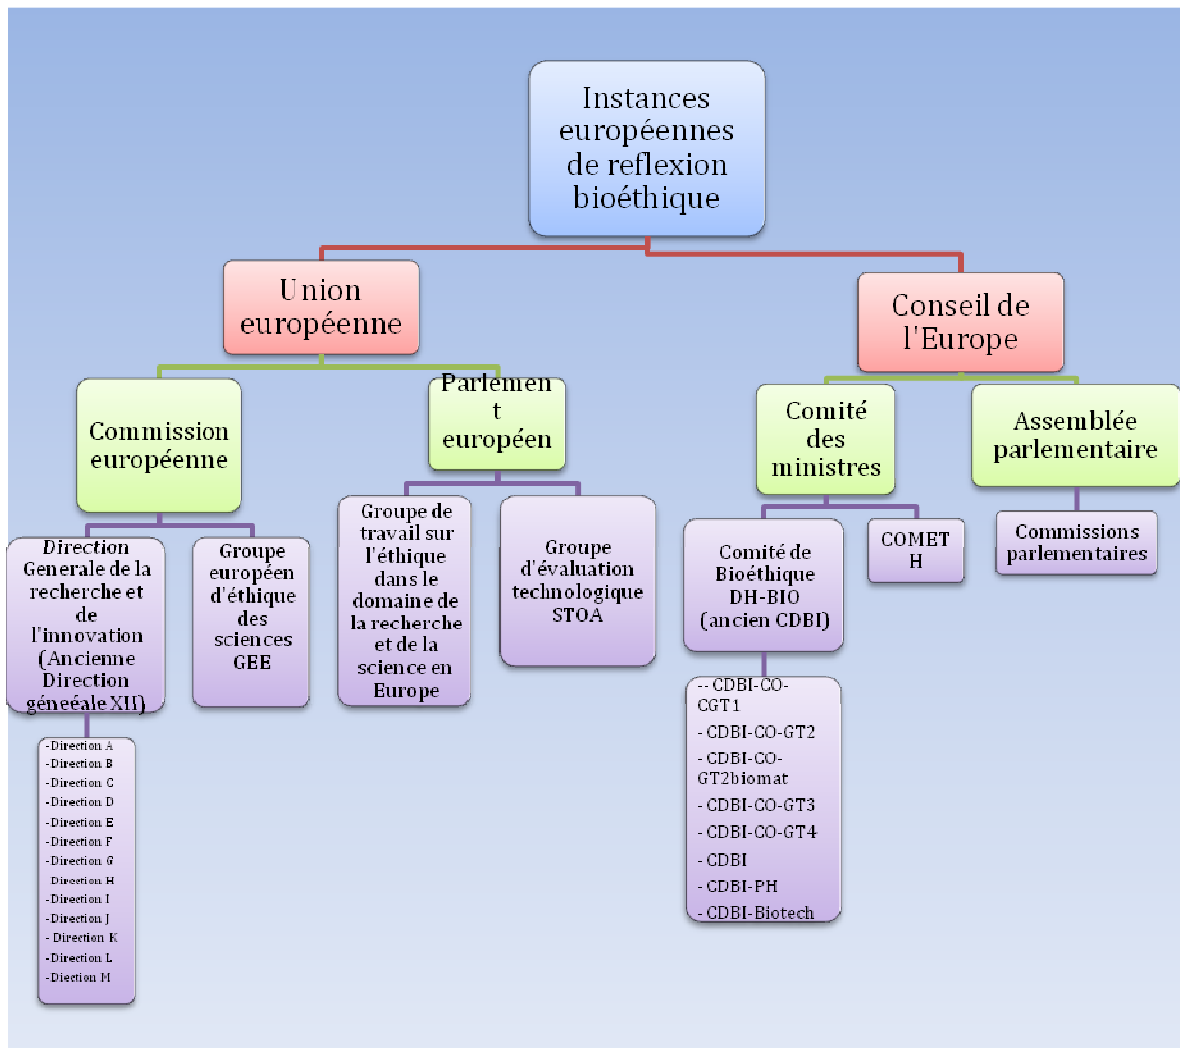 Instances
européennes
de reflexion
bioéthique
Union
européenne
Conseil de
l'Europe
Commission
européenne
Parlemen
t
européen
Comité
des
ministres
Assemblée
parlementaire
Direction
Generale de la
recherche et
de
l'innovation
(Ancienne
Direction
géneéale XII)
Groupe
européen
d'éthique
des
sciences
GEE
Groupe de
travail sur
l'éthique
dans le
domaine de
la recherche
et de la
science en
Europe
Groupe
d'évaluation
technologique
STOA
Comité de
Bioéthique
DH-BIO
(ancien CDBI)
COMET
H
Commissions
parlementaires
-Direction A
-Direction B
-Direction C
-Direction D
-Direction E
-Direction F
-Direction G
Direction H
-Direction I
-Direction J
- Direction K
-Direction L
-Diection M
-- CDBI-CO-
CGT1
- CDBI-CO-GT2
- CDBI-CO-
GT2biomat
- CDBI-CO-GT3
- CDBI-CO-GT4
- CDBI
- CDBI-PH
- CDBI-Biotech